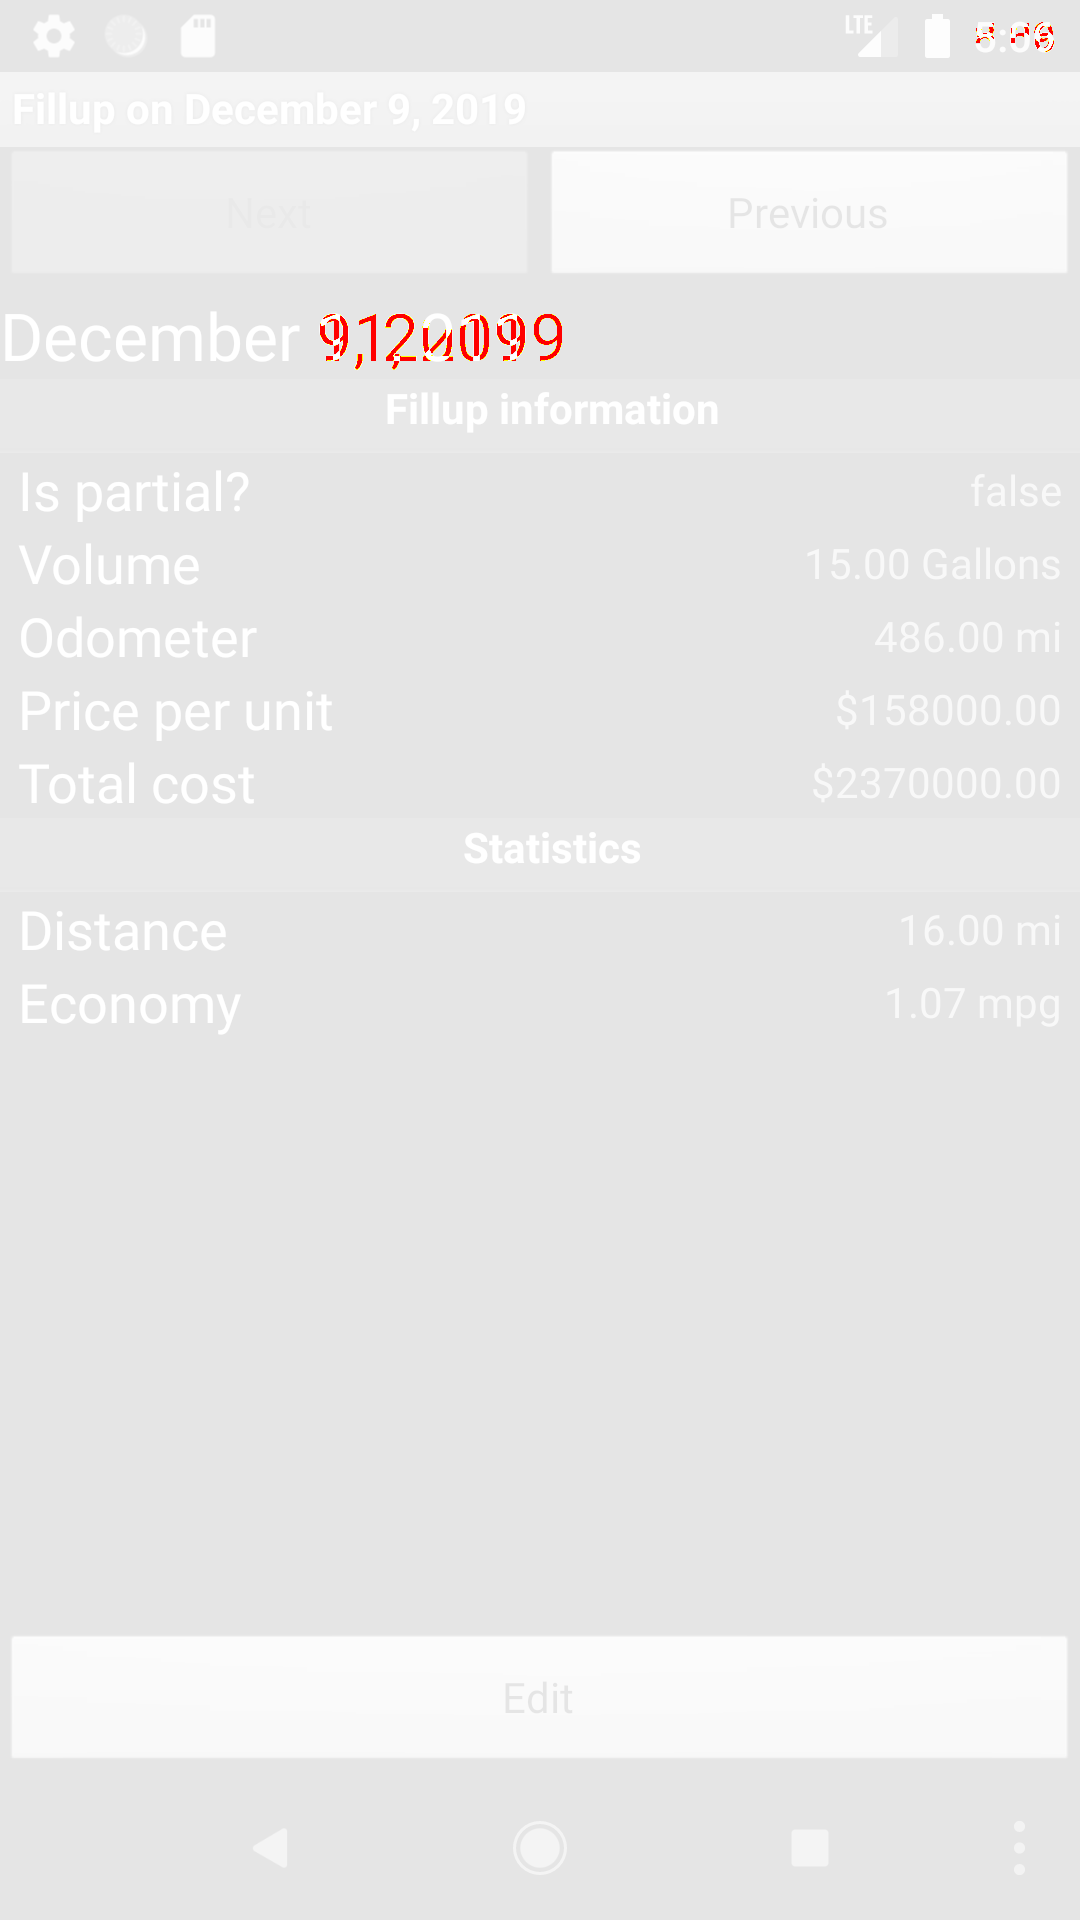 LTE
Fillup on December 9, 2019
Next
Previous
December
Fillup information
Is partial?
false
Volume
15.00 Gallons
Odometer
486.00 mi
Price per unit
$158000.00
Total cost
$2370000.00
Statistics
Distance
16.00 mi
Economy
1.07 mpg
Edit